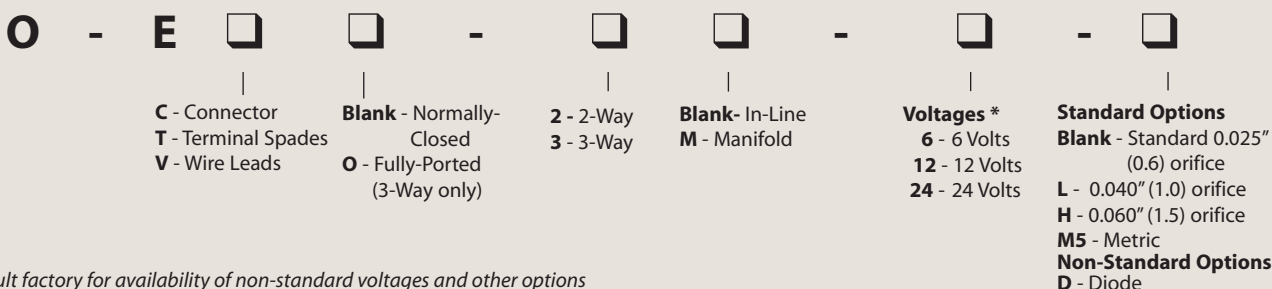 O - E ❑ ❑ - ❑ ❑ - ❑ - ❑
C - Connector
T - Terminal Spades
V - Wire Leads
Blank - Normally-
Closed
O - Fully-Ported
(3-Way only)
2 - 2-Way
3 - 3-Way
Blank- In-Line
M - Manifold
Voltages *
6 - 6 Volts
12 - 12 Volts
24 - 24 Volts
Standard Options
Blank - Standard 0.025”
(0.6) orifice
L - 0.040” (1.0) orifice
H - 0.060” (1.5) orifice
M5 - Metric
Non-Standard Options
D - Diode
factory for availability of non-standard voltages and other options